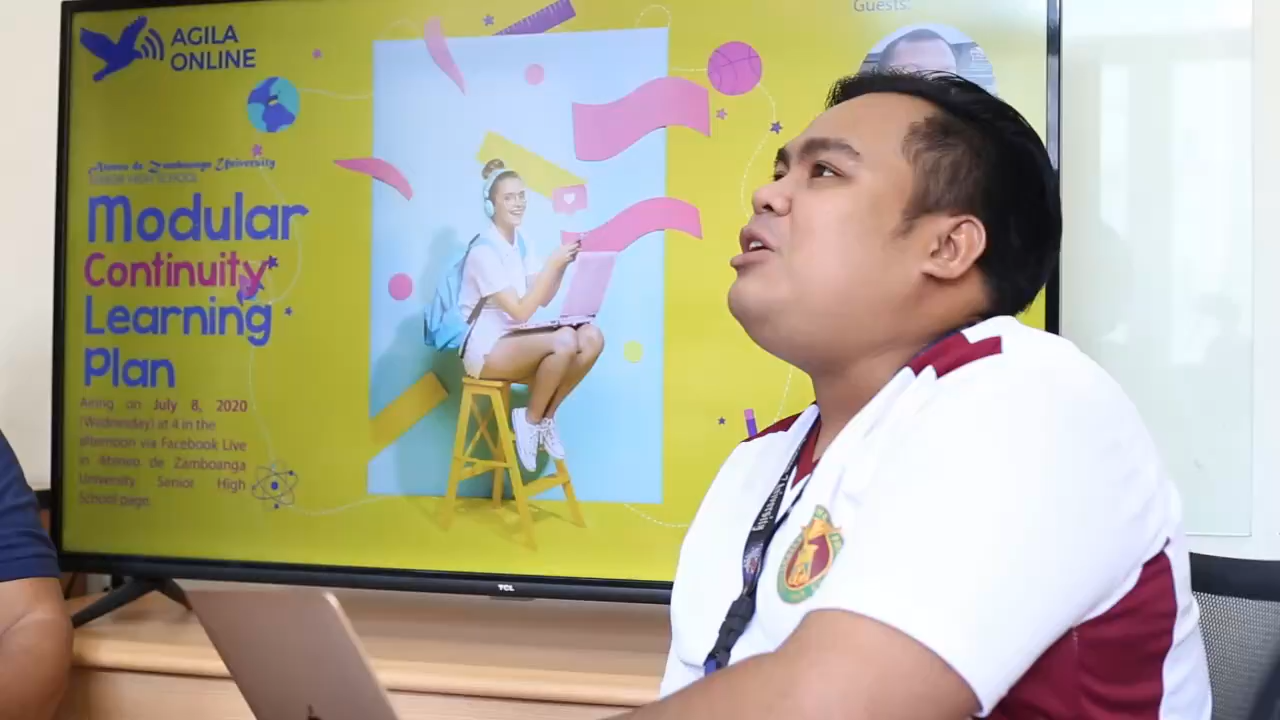 AGILA
ONLINE
Guests:
Ateneo de Zamboanga University
SENIOR HIGH SCHOOL
Modular
Continuity
Learning
Plan
Airing on July 8, 2020
(Wednesday) at 4 in the
afternoon via Facebook Live
in Ateneo de Zamboanga
University Senior High
School page.
TCL
University